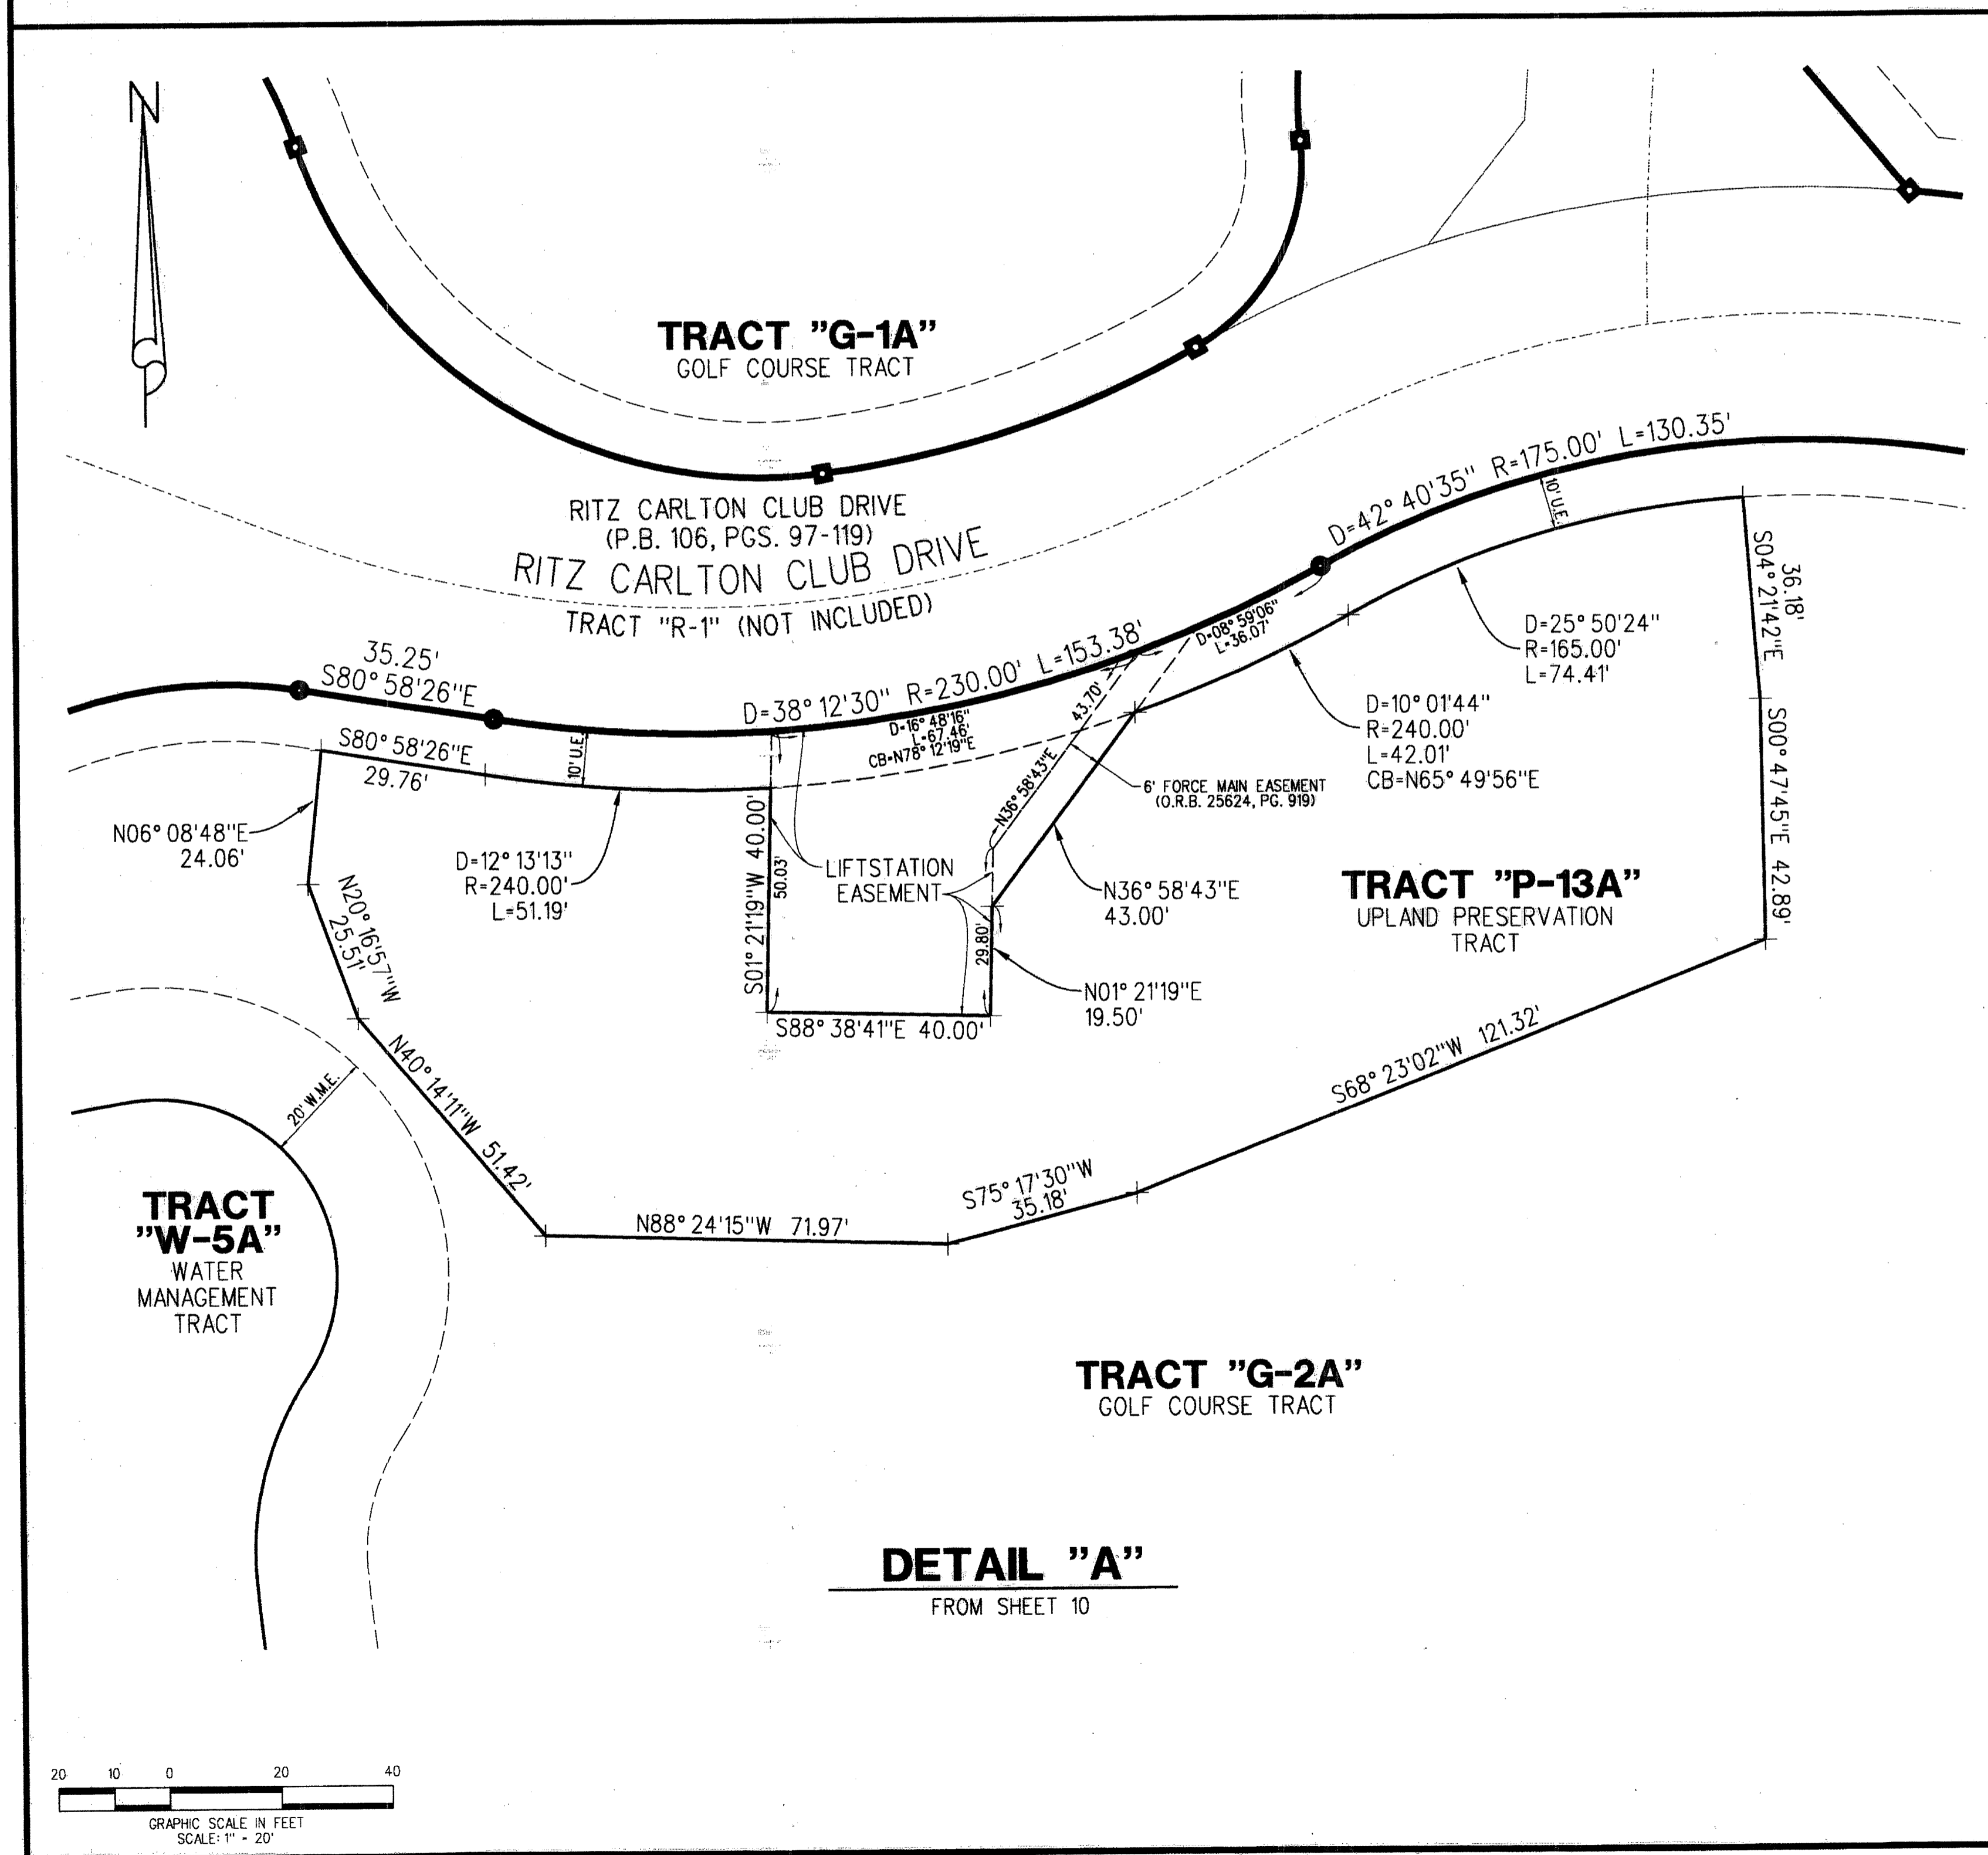 N
TRACT "G-1A"
GOLF COURSE TRACT
RITZ CARLTON CLUB DRIVE
(P.B. 106, PGS. 97-119)
RITZ CARLTON CLUB DRIVE
TRACT "R-1" (NOT INCLUDED)
D=42° 40'35" R=175.00' L=130.35'
10' U.E.
S04° 21'42"E
36.18'
D=25° 50'24"
R=165.00'
L=74.41'
D=08° 59'06"
L=36.07'
D=38° 12'30" R=230.00' L=153.38'
D=16° 48'16"
L=67.46'
CB=N78° 12'19"E
35.25'
S80° 58'26"E
S80° 58'26"E
29.76'
10' U.E.
43.70'
N36° 58'43"E
D=10° 01'44"
R=240.00'
L=42.01'
CB=N65° 49'56"E
6' FORCE MAIN EASEMENT
(O.R.B. 25624, PG. 919)
S00° 47'45"E 42.89'
N06° 08'48"E
24.06'
D=12° 13'13"
R=240.00'
L=51.19'
S01° 21'19"W 40.00'
50.03'
LIFTSTATION
EASEMENT
N36° 58'43"E
43.00'
TRACT "P-13A"
UPLAND PRESERVATION
TRACT
N20° 16'57"W
25.51'
29.80'
N01° 21'19"E
19.50'
S88° 38'41"E 40.00'
N40° 14'11"W 51.42'
20' W.M.E.
S68° 23'02"W 121.32'
S75° 17'30"W
35.18'
N88° 24'15"W 71.97'
TRACT
"W-5A"
WATER
MANAGEMENT
TRACT
TRACT "G-2A"
GOLF COURSE TRACT
DETAIL "A"
FROM SHEET 10
20 10 0 20 40
GRAPHIC SCALE IN FEET
SCALE: 1" - 20'